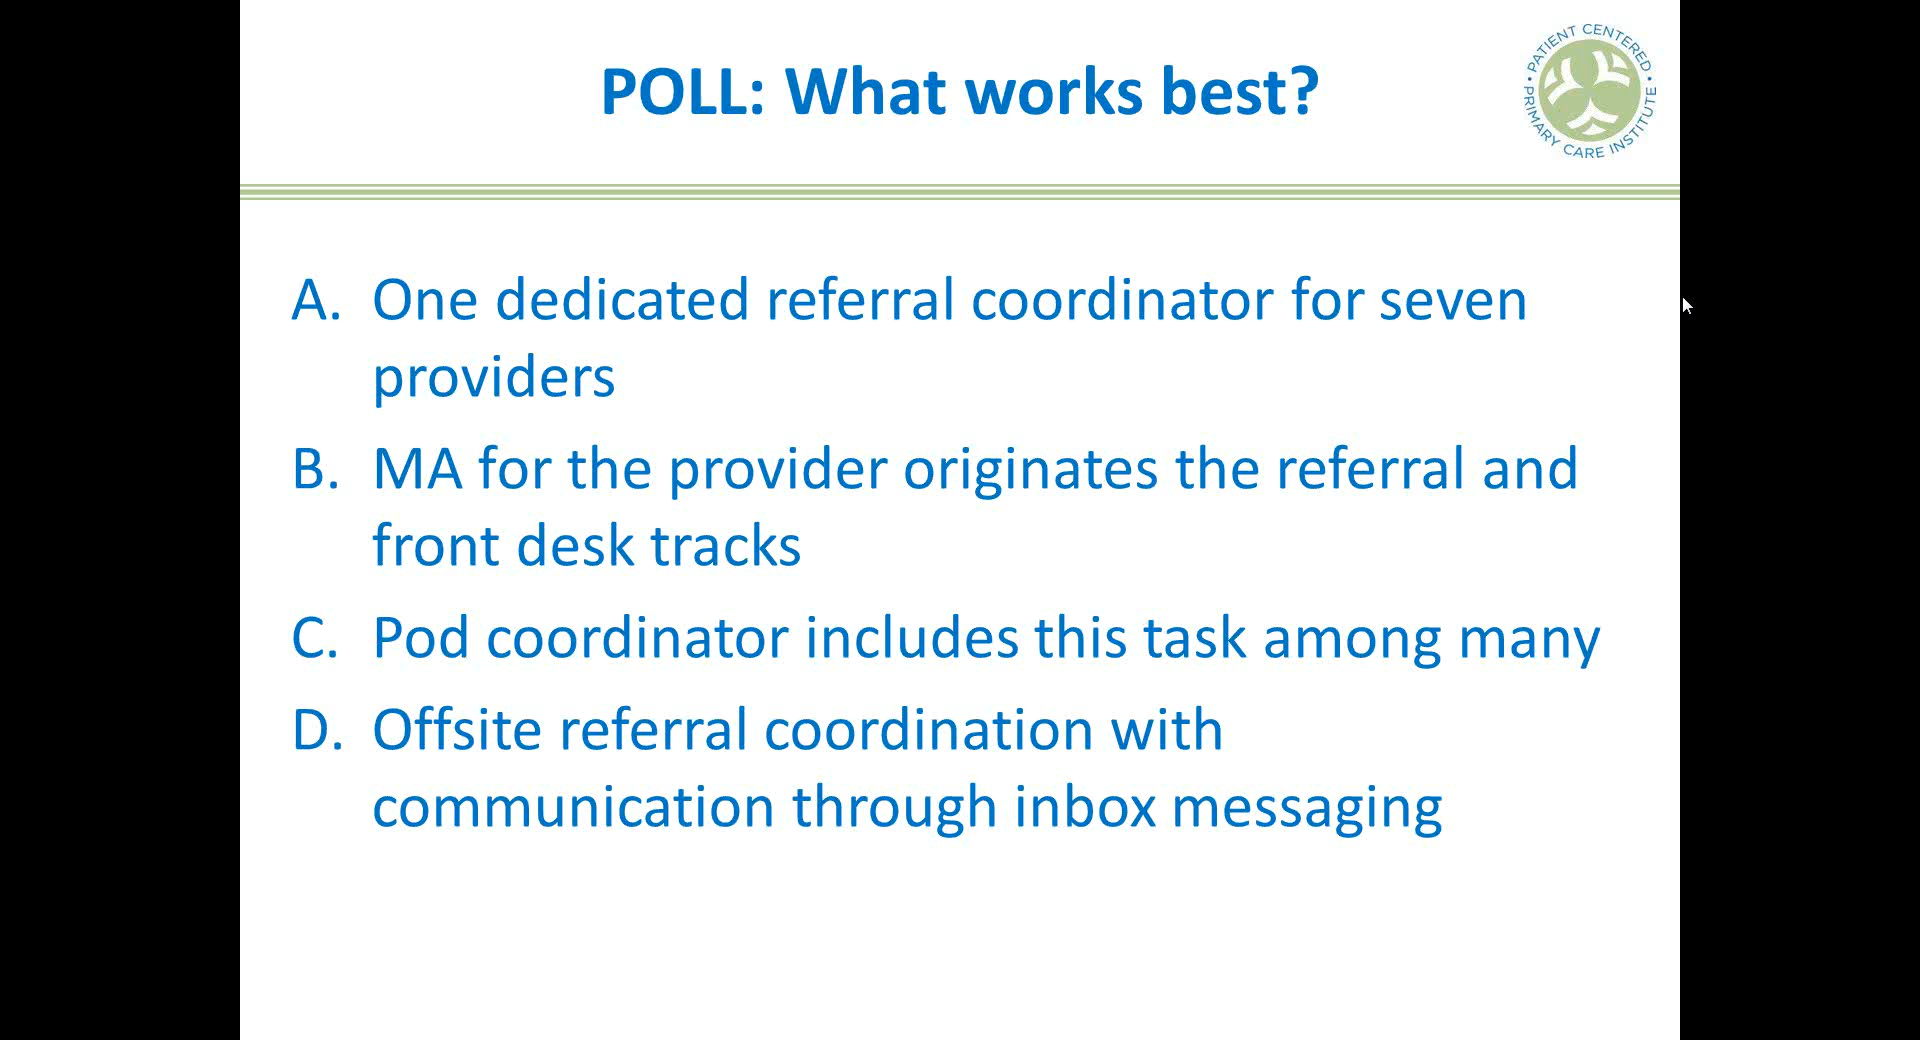 POLL: What works best?
PATIENT CENTERED
PRIMARY CARE INSTITUTE
A. One dedicated referral coordinator for seven
providers
B. MA for the provider originates the referral and
front desk tracks
C. Pod coordinator includes this task among many
D. Offsite referral coordination with
communication through inbox messaging